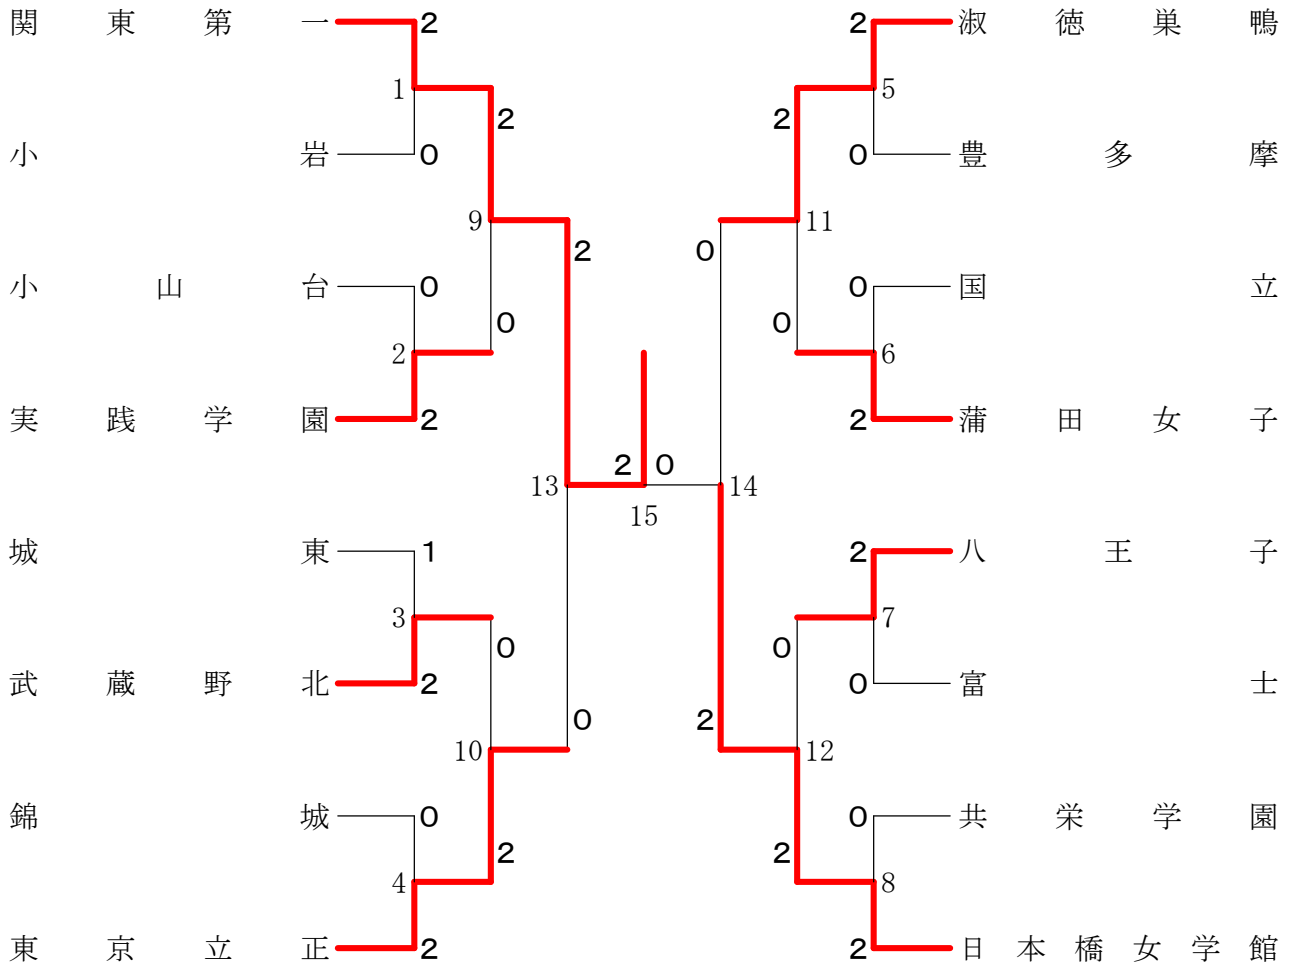 関東第一 2 2 淑徳巣鴨
1 5
2 2
小岩 0 0 豊多摩
9 11
2 0
小山台 0 0 国立
0 0
2 6
実践学園 2 2 蒲田女子
2 0
13 14
15
城東 1 2 八王子
3 7
0 0
武蔵野北 2 0 富士
0 2
10 12
錦城 0 0 共栄学園
2 2
4 8
東京立正 2 2 日本橋女学館